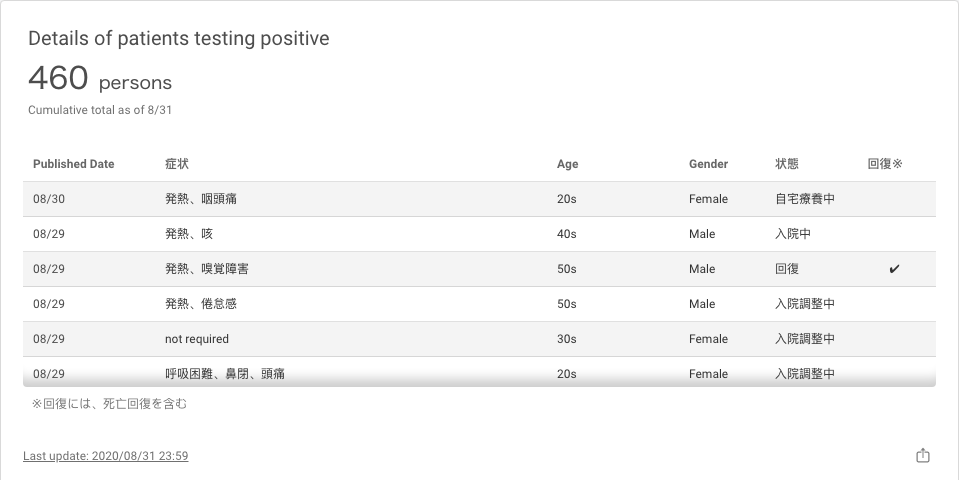 Details of patients testing positive
460 persons
Cumulative total as of 8/31
Published Date 症状 Age Gender 状態 回復※
08/30 発熱、咽頭痛 20s Female 自宅療養中
08/29 発熱、咳 40s Male 入院中
08/29 発熱、嗅覚障害 50s Male 回復 ✔
08/29 発熱、倦怠感 50s Male 入院調整中
08/29 not required 30s Female 入院調整中
08/29 呼吸困難、鼻閉、頭痛 20s Female 入院調整中
※回復には、死亡回復を含む
Last update: 2020/08/31 23:59